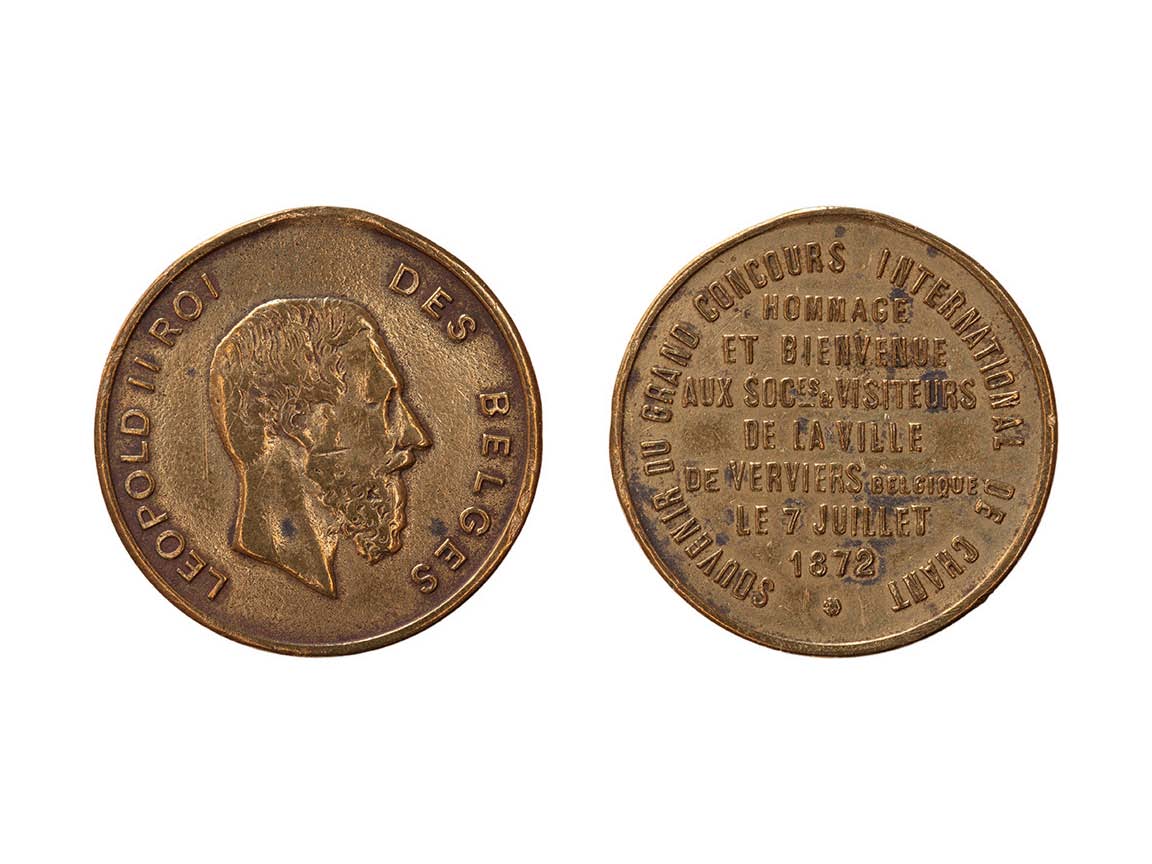 LEOPOLD II ROI DES BELGES
SOUVENIR DU GRAND CONCOURS INTERNATIONAL DE CHANT
HOMMAGE
ET BIENVENUE
AUX SOCES & VISITEURS
DE LA VILLE
DE VERVIERS BELGIQUE
LE 7 JUILLET
1872